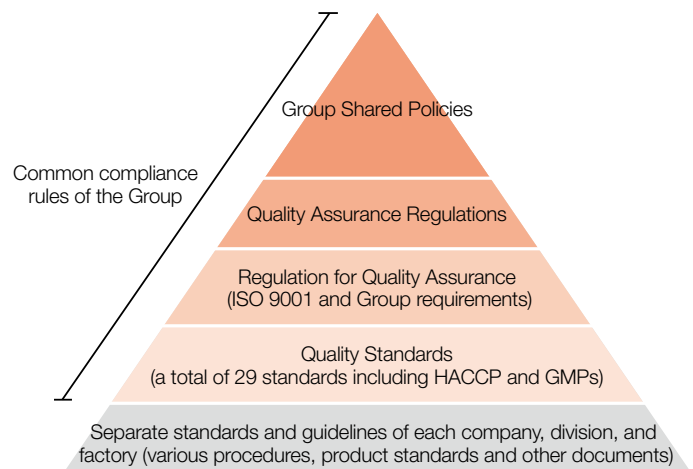 Group Shared Policies
Common compliance
rules of the Group
Quality Assurance Regulations
Regulation for Quality Assurance
(ISO 9001 and Group requirements)
Quality Standards
(a total of 29 standards including HACCP and GMPs)
Separate standards and guidelines of each company, division, and
factory (various procedures, product standards and other documents)